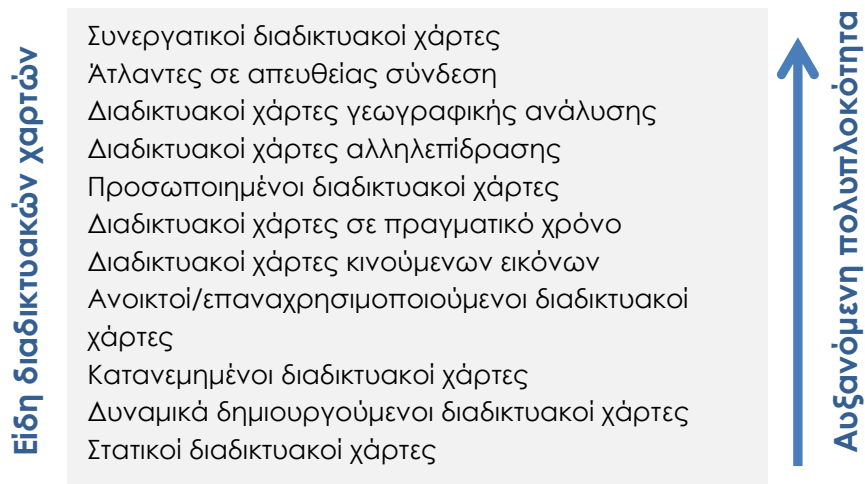 Είδη διαδικτυακών χαρτών
Συνεργατικοί διαδικτυακοί χάρτες
Άτλαντες σε απευθείας σύνδεση
Διαδικτυακοί χάρτες γεωγραφικής ανάλυσης
Διαδικτυακοί χάρτες αλληλεπίδρασης
Προσωποιημένοι διαδικτυακοί χάρτες
Διαδικτυακοί χάρτες σε πραγματικό χρόνο
Διαδικτυακοί χάρτες κινούμενων εικόνων
Ανοικτοί/επαναχρησιμοποιούμενοι διαδικτυακοί
χάρτες
Κατανεμημένοι διαδικτυακοί χάρτες
Δυναμικά δημιουργούμενοι διαδικτυακοί χάρτες
Στατικοί διαδικτυακοί χάρτες
Αυξανόμενη πολυπλοκότητα